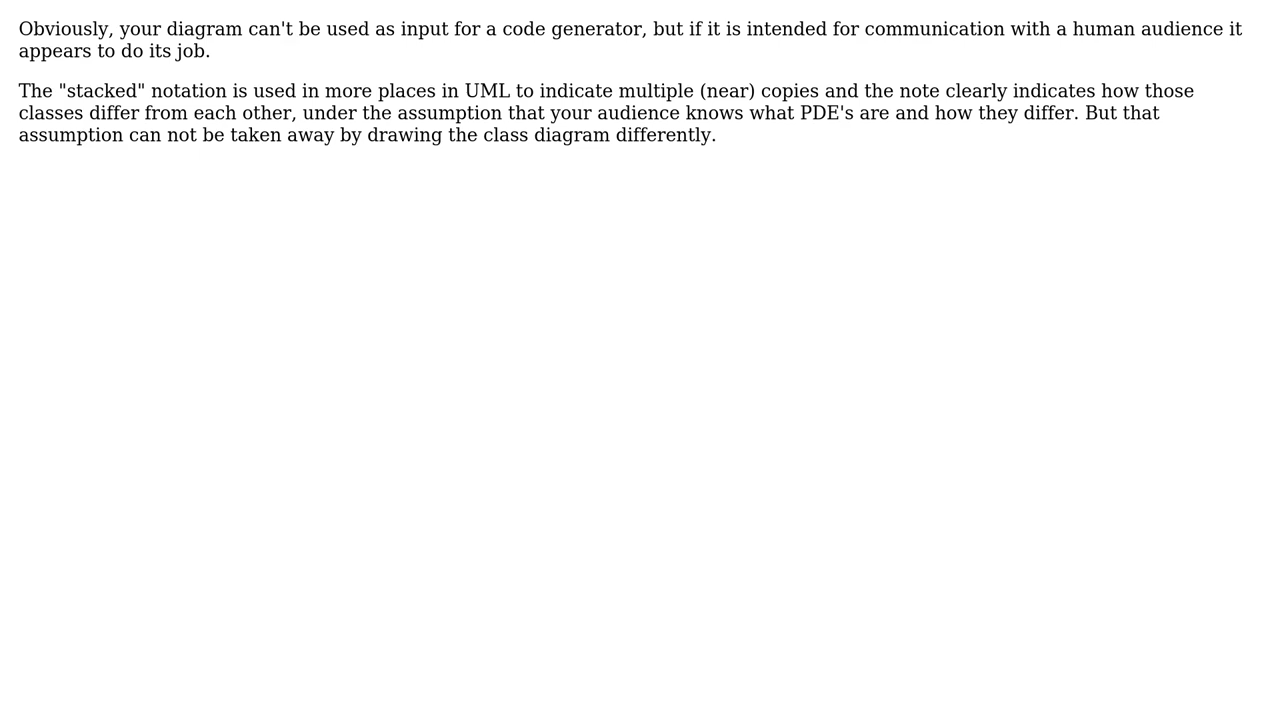 Obviously, your diagram can't be used as input for a code generator, but if it is intended for communication with a human audience it
appears to do its job.
The "stacked" notation is used in more places in UML to indicate multiple (near) copies and the note clearly indicates how those
classes differ from each other, under the assumption that your audience knows what PDE's are and how they differ. But that
assumption can not be taken away by drawing the class diagram differently.